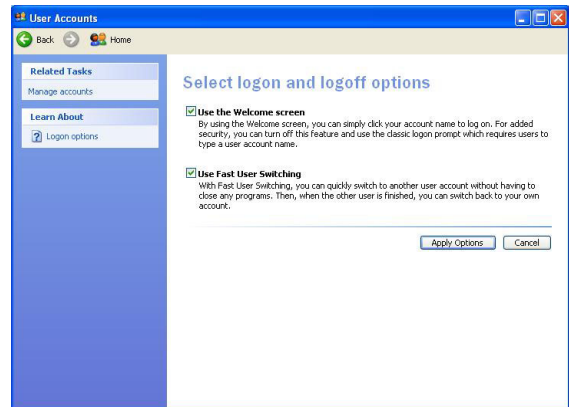 User Accounts
Back Home
Related Tasks
Manage accounts
Learn About
Logon options
Select logon and logoff options
Use the Welcome screen
By using the Welcome screen, you can simply click your account name to log on. For added
security, you can turn off this feature and use the classic logon prompt which requires users to
type a user account name.
Use Fast User Switching
With Fast User Switching, you can quickly switch to another user account without having to
close any programs. Then, when the other user is finished, you can switch back to your own
account.
Apply Options Cancel